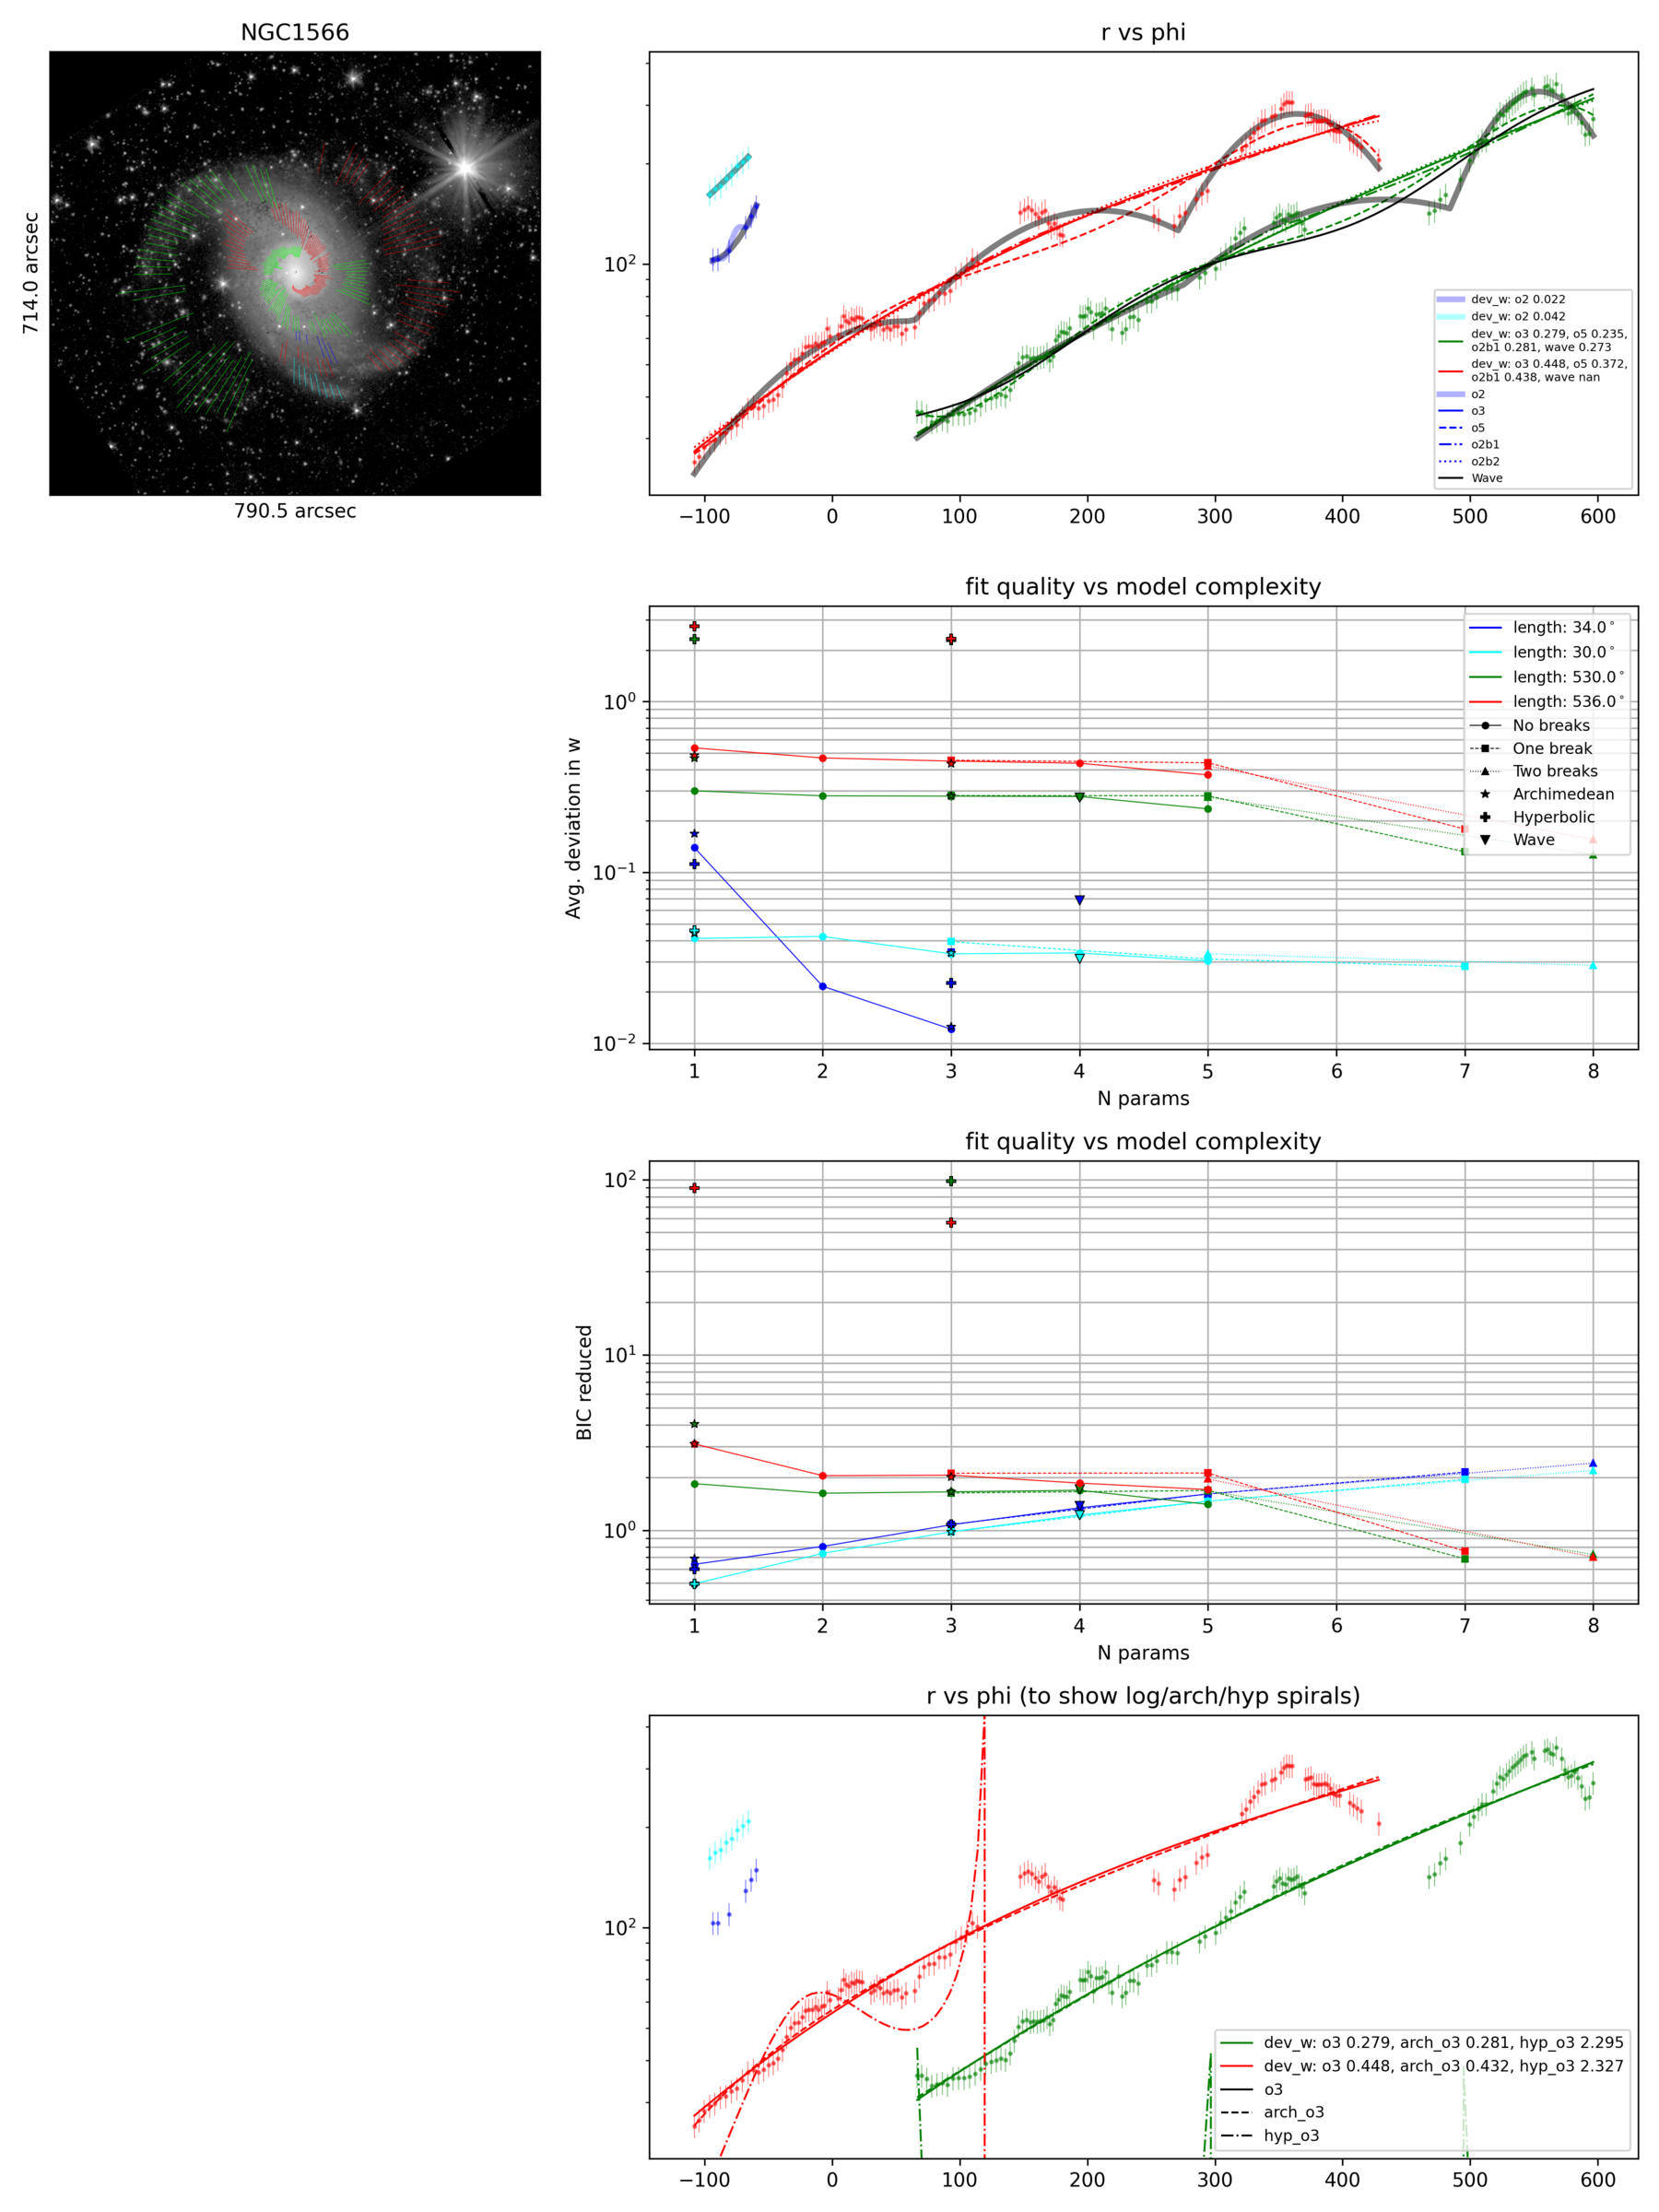 NGC1566
714.0 arcsec
790.5 arcsec
r vs phi
10²
dev_w: o2 0.022
dev_w: o2 0.042
dev_w: o3 0.279, o5 0.235,
o2b1 0.281, wave 0.273
dev_w: o3 0.448, o5 0.372,
o2b1 0.438, wave nan
o2
o3
o5
o2b1
o2b2
Wave
−100 0 100 200 300 400 500 600
fit quality vs model complexity
Avg. deviation in w
10⁰
10⁻¹
10⁻²
length: 34.0°
length: 30.0°
length: 530.0°
length: 536.0°
No breaks
One break
Two breaks
Archimedean
Hyperbolic
Wave
1 2 3 4 5 6 7 8
N params
fit quality vs model complexity
BIC reduced
10²
10¹
10⁰
1 2 3 4 5 6 7 8
N params
r vs phi (to show log/arch/hyp spirals)
10²
dev_w: o3 0.279, arch_o3 0.281, hyp_o3 2.295
dev_w: o3 0.448, arch_o3 0.432, hyp_o3 2.327
o3
arch_o3
hyp_o3
−100 0 100 200 300 400 500 600